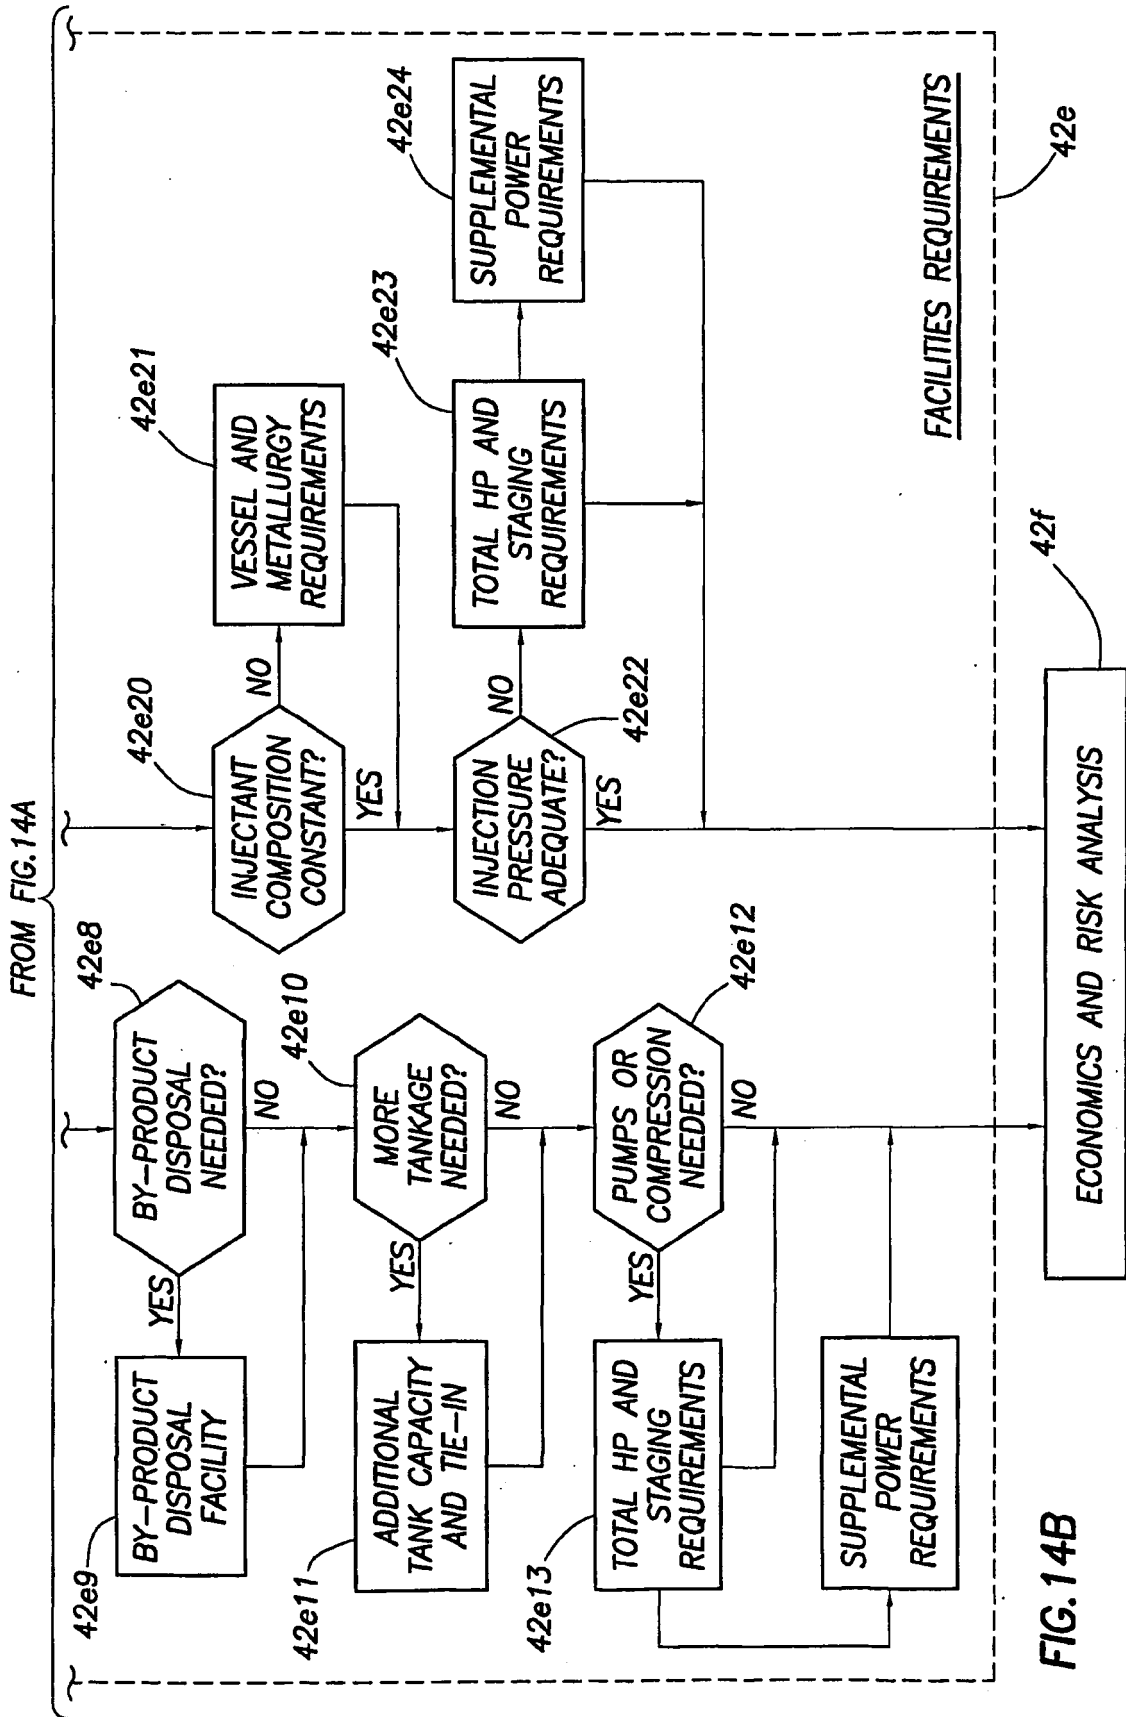 FROM FIG.14A
42e8
BY-PRODUCT
DISPOSAL
NEEDED?
YES
NO
42e9
BY-PRODUCT
DISPOSAL
FACILITY
42e10
MORE
TANKAGE
NEEDED?
YES
NO
42e11
ADDITIONAL
TANK CAPACITY
AND TIE-IN
42e12
PUMPS OR
COMPRESSION
NEEDED?
YES
NO
42e13
TOTAL HP AND
STAGING
REQUIREMENTS
SUPPLEMENTAL
POWER
REQUIREMENTS
42e20
INJECTANT
COMPOSITION
CONSTANT?
NO
YES
42e21
VESSEL AND
METALLURGY
REQUIREMENTS
42e22
INJECTION
PRESSURE
ADEQUATE?
NO
YES
42e23
TOTAL HP AND
STAGING
REQUIREMENTS
42e24
SUPPLEMENTAL
POWER
REQUIREMENTS
FACILITIES REQUIREMENTS
42e
42f
ECONOMICS AND RISK ANALYSIS
FIG.14B